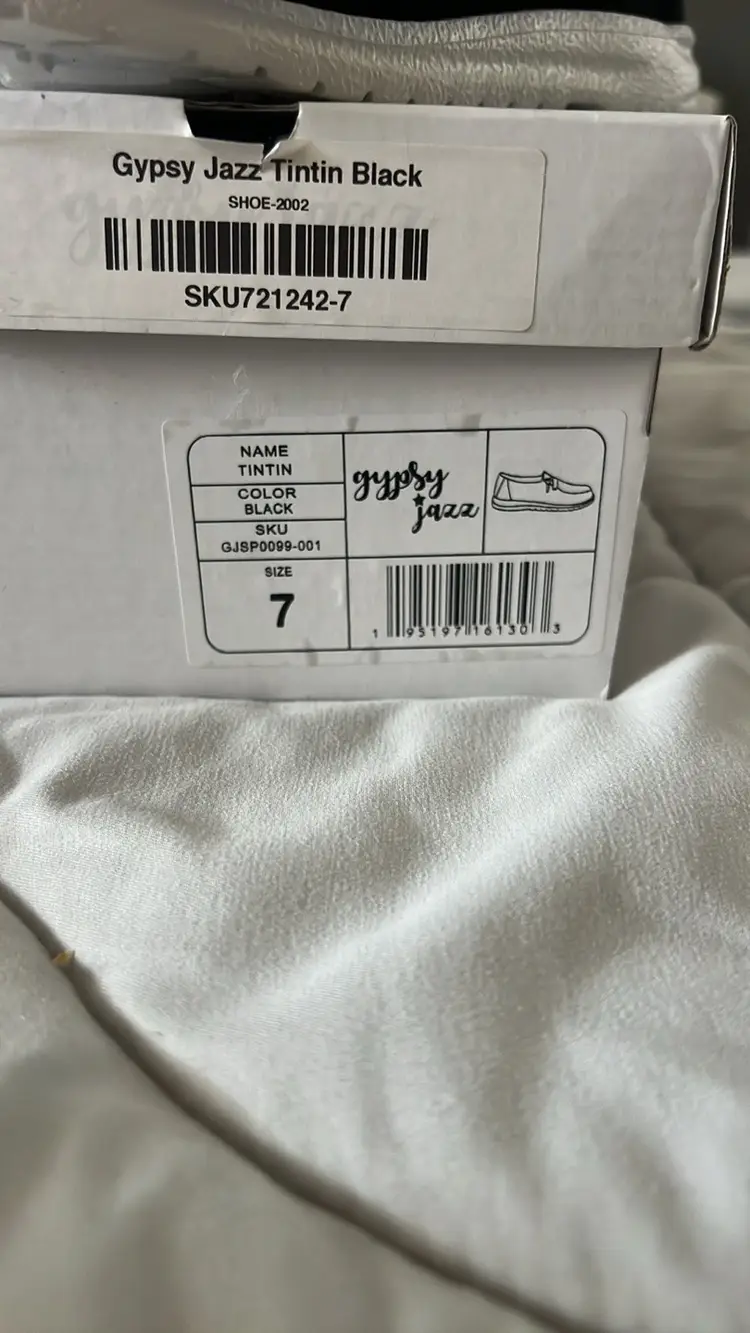 Gypsy Jazz Tintin Black
SHOE-2002
SKU721242-7
NAME
TINTIN
COLOR
BLACK
SKU
GJSP0099-001
SIZE
7
gypsy
jazz
1 95197 16130 3